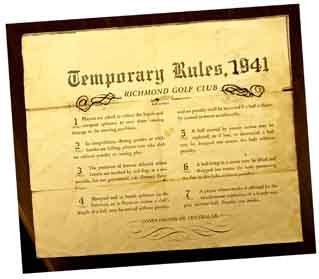 Temporary Rules, 1941
RICHMOND GOLF CLUB
1 Players are asked to collect the bomb and
shrapnel splinters to save these causing
damage to the mowing machines.
2 In competitions, during gunfire or while
bombs are falling, players may take shelter
without penalty for
3 The positions of known delayed action
bombs are marked by red flags at a
but not guaranteed
4 Shrapnel and/or bomb splinters on the
Fairways, or in Bunkers within a club's
length of a ball, may be moved without penalty,
and no penalty shall be incurred if a ball is thereby
caused to move accidentally.
5 A ball moved by enemy action may be
replaced, or if lost or destroyed a ball
may be dropped not nearer the hole without
penalty.
6 A ball lying in a crater may be lifted and
dropped not nearer the hole, preserving
the line to the hole, without penalty.
7 A player whose stroke is affected by the
simultaneous explosion of a bomb may
play another ball. Penalty one stroke.